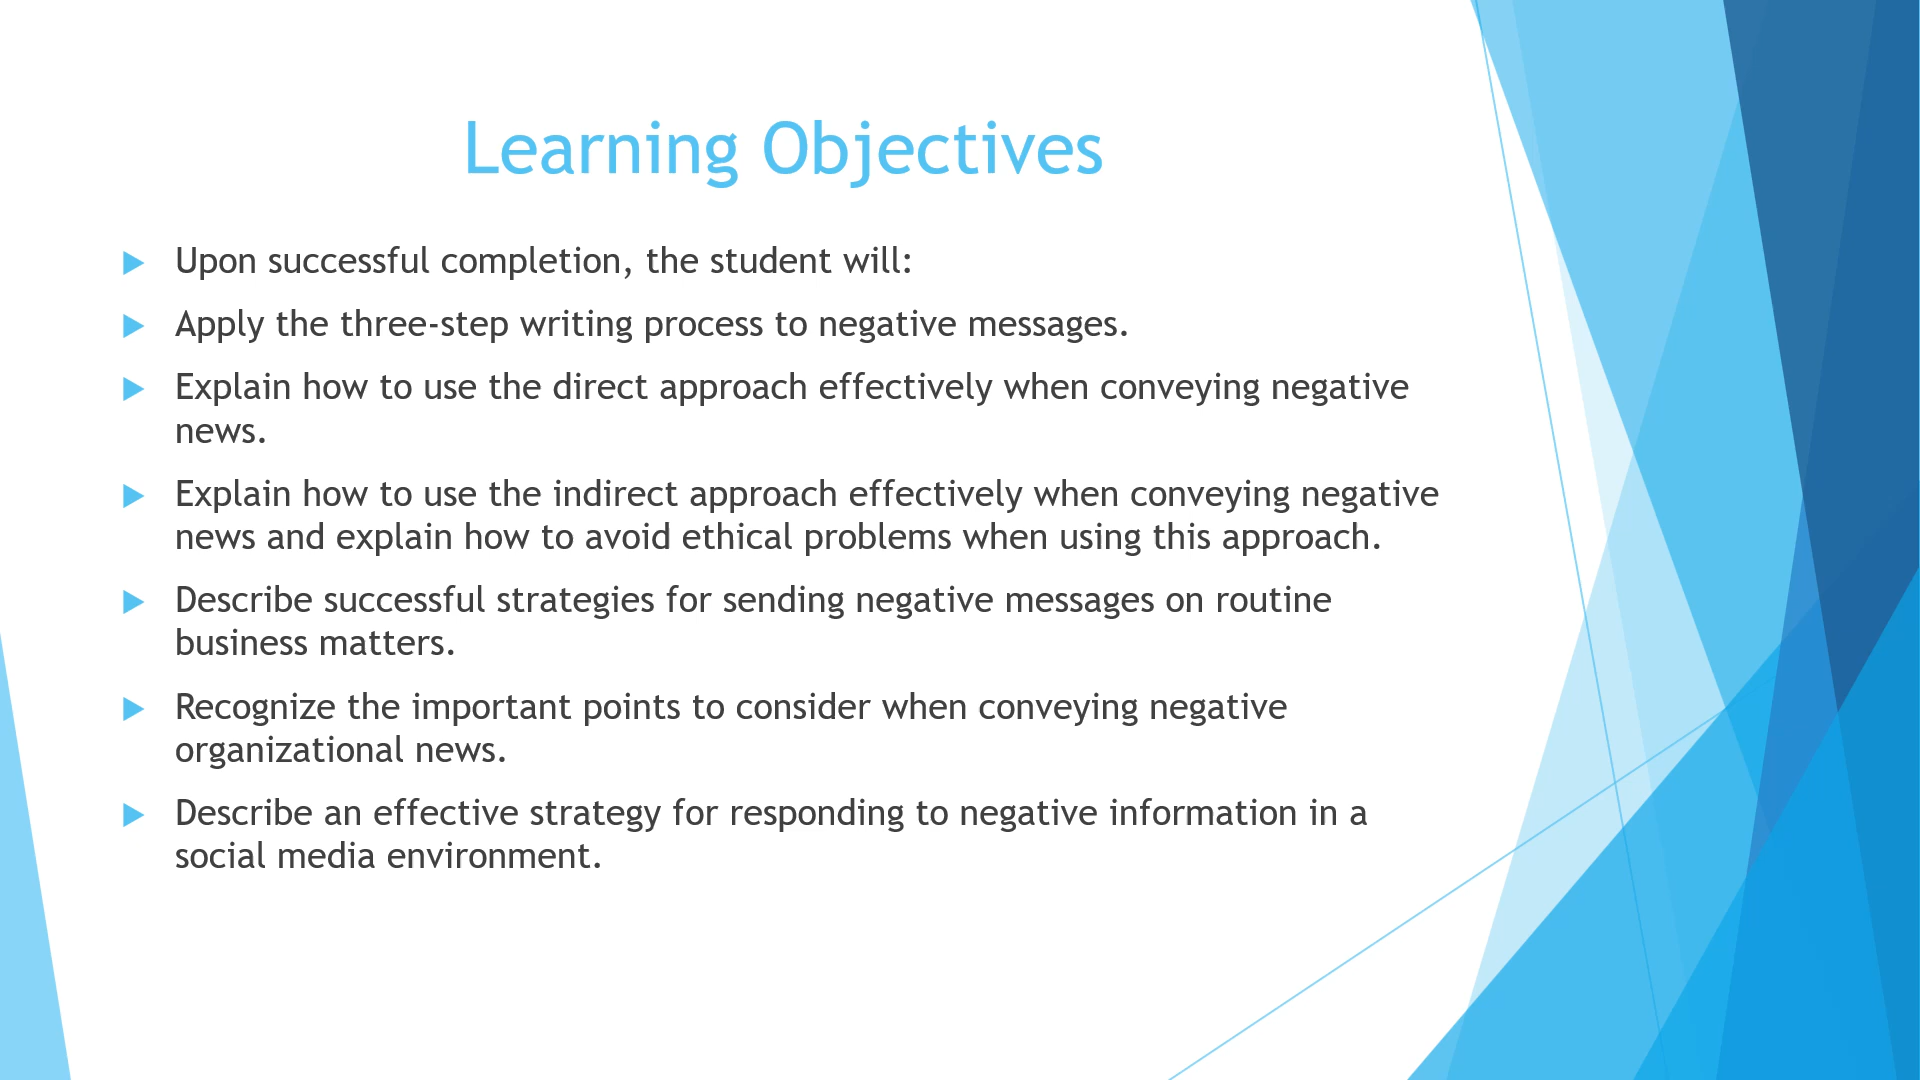 Learning Objectives
Upon successful completion, the student will:
Apply the three-step writing process to negative messages.
Explain how to use the direct approach effectively when conveying negative
news.
Explain how to use the indirect approach effectively when conveying negative
news and explain how to avoid ethical problems when using this approach.
Describe successful strategies for sending negative messages on routine
business matters.
Recognize the important points to consider when conveying negative
organizational news.
Describe an effective strategy for responding to negative information in a
social media environment.